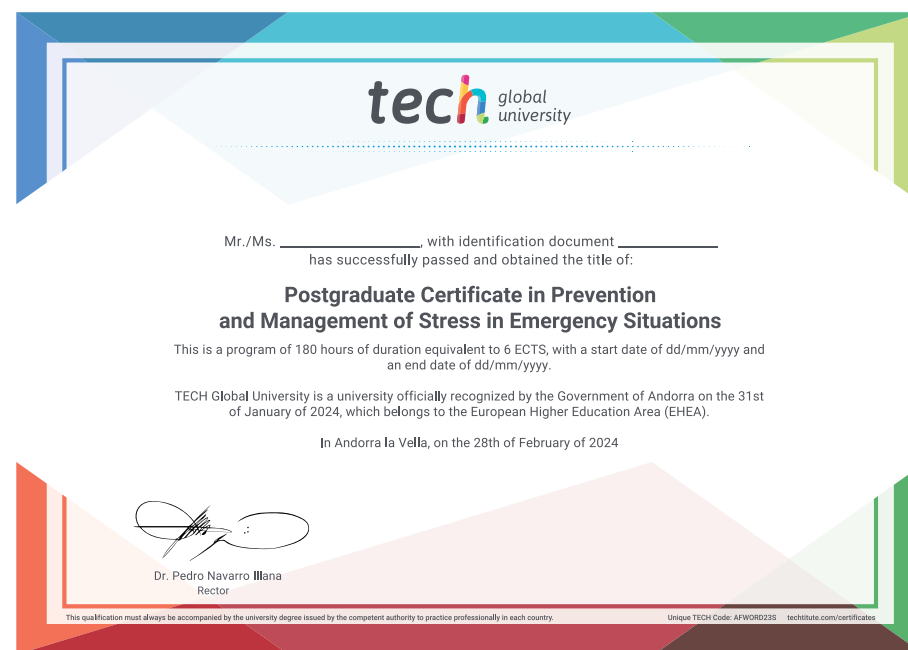 tech global university
Mr./Ms. ____________, with identification document ____________
has successfully passed and obtained the title of:
Postgraduate Certificate in Prevention
and Management of Stress in Emergency Situations
This is a program of 180 hours of duration equivalent to 6 ECTS, with a start date of dd/mm/yyyy and
an end date of dd/mm/yyyy.
TECH Global University is a university officially recognized by the Government of Andorra on the 31st
of January of 2024, which belongs to the European Higher Education Area (EHEA).
In Andorra la Vella, on the 28th of February of 2024
Dr. Pedro Navarro Illana
Rector
This qualification must always be accompanied by the university degree issued by the competent authority to practice professionally in each country.
Unique TECH Code: AFWORD23S techtitute.com/certificates